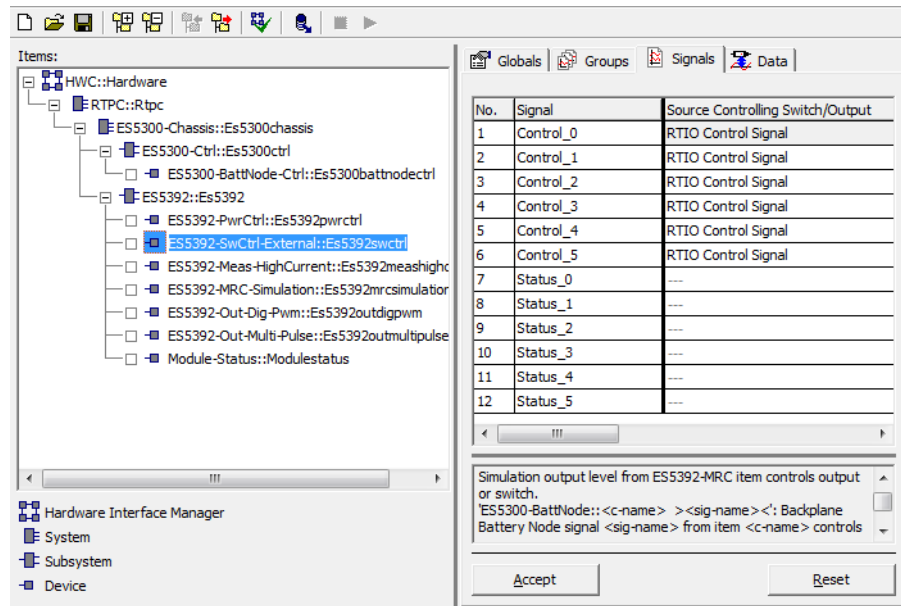 Items:
HWC::Hardware
RTPC::Rtpc
ES5300-Chassis::Es5300chassis
ES5300-Ctrl::Es5300ctrl
ES5300-BattNode-Ctrl::Es5300battnodectrl
ES5392::Es5392
ES5392-PwrCtrl::Es5392pwrctrl
ES5392-SwCtrl-External::Es5392swctrl
ES5392-Meas-HighCurrent::Es5392meashighc
ES5392-MRC-Simulation::Es5392mrcsimulation
ES5392-Out-Dig-Pwm::Es5392outdigpwm
ES5392-Out-Multi-Pulse::Es5392outmultipulse
Module-Status::Modulestatus
Hardware Interface Manager
System
Subsystem
Device
Globals Groups Signals Data
No. Signal Source Controlling Switch/Output
1 Control_0 RTIO Control Signal
2 Control_1 RTIO Control Signal
3 Control_2 RTIO Control Signal
4 Control_3 RTIO Control Signal
5 Control_4 RTIO Control Signal
6 Control_5 RTIO Control Signal
7 Status_0 ---
8 Status_1 ---
9 Status_2 ---
10 Status_3 ---
11 Status_4 ---
12 Status_5 ---
Simulation output level from ES5392-MRC item controls output
or switch.
'ES5300-BattNode::<c-name> ><sig-name><': Backplane
Battery Node signal <sig-name> from item <c-name> controls
Accept Reset